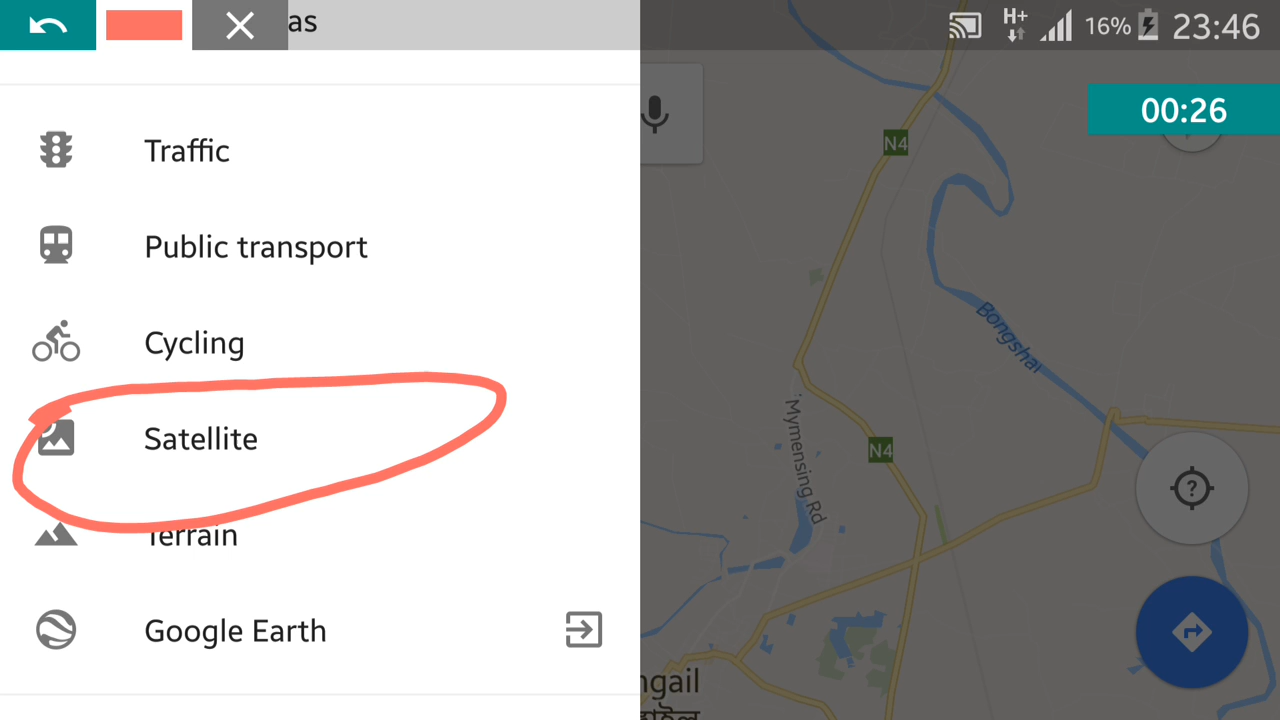 as
H+
16%
23:46
00:26
Traffic
Public transport
Cycling
Satellite
Terrain
Google Earth
N4
Bongshai
Mymensing Rd
N4
?
ngail